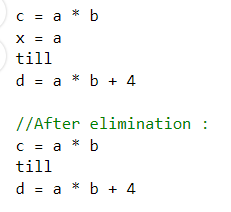 c = a * b
x = a
till
d = a * b + 4
//After elimination :
c = a * b
till
d = a * b + 4